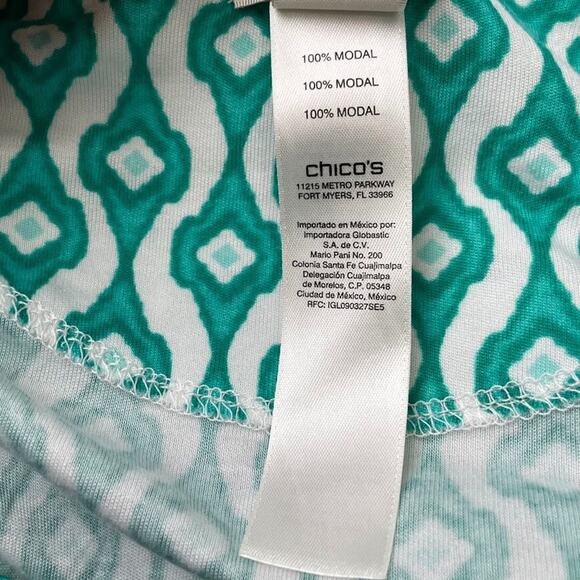 100% MODAL
100% MODAL
100% MODAL
chico's
11215 METRO PARKWAY
FORT MYERS, FL 33966
Importado en México por:
importadora Globastic
S.A. de C.V.
Mario Pani No. 200
Colonia Santa Fe Cuajimalpa
Delegación Cuajimalpa
de Morelos, C.P. 05348
Ciudad de México, México
RFC: IGL090327SE5